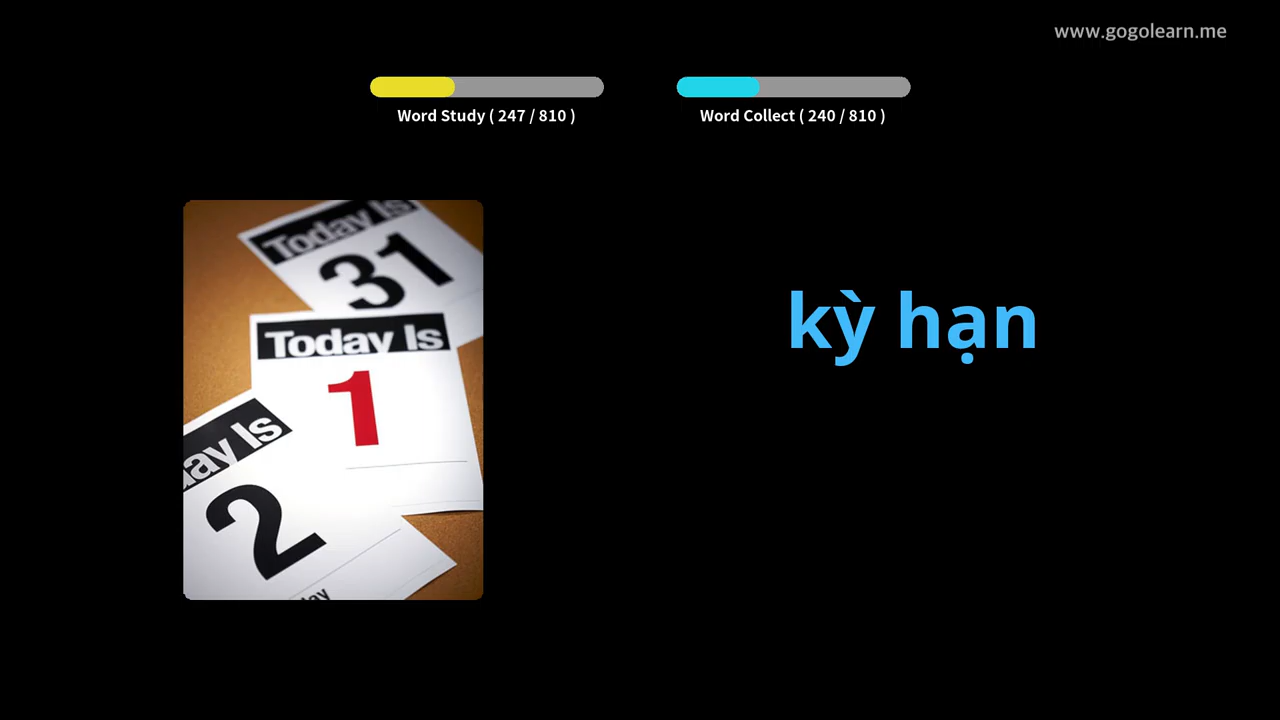 www.gogolearn.me
Word Study ( 247 / 810 )
Word Collect ( 240 / 810 )
Today Is
31
Today Is
1
ay Is
2
kỳ hạn